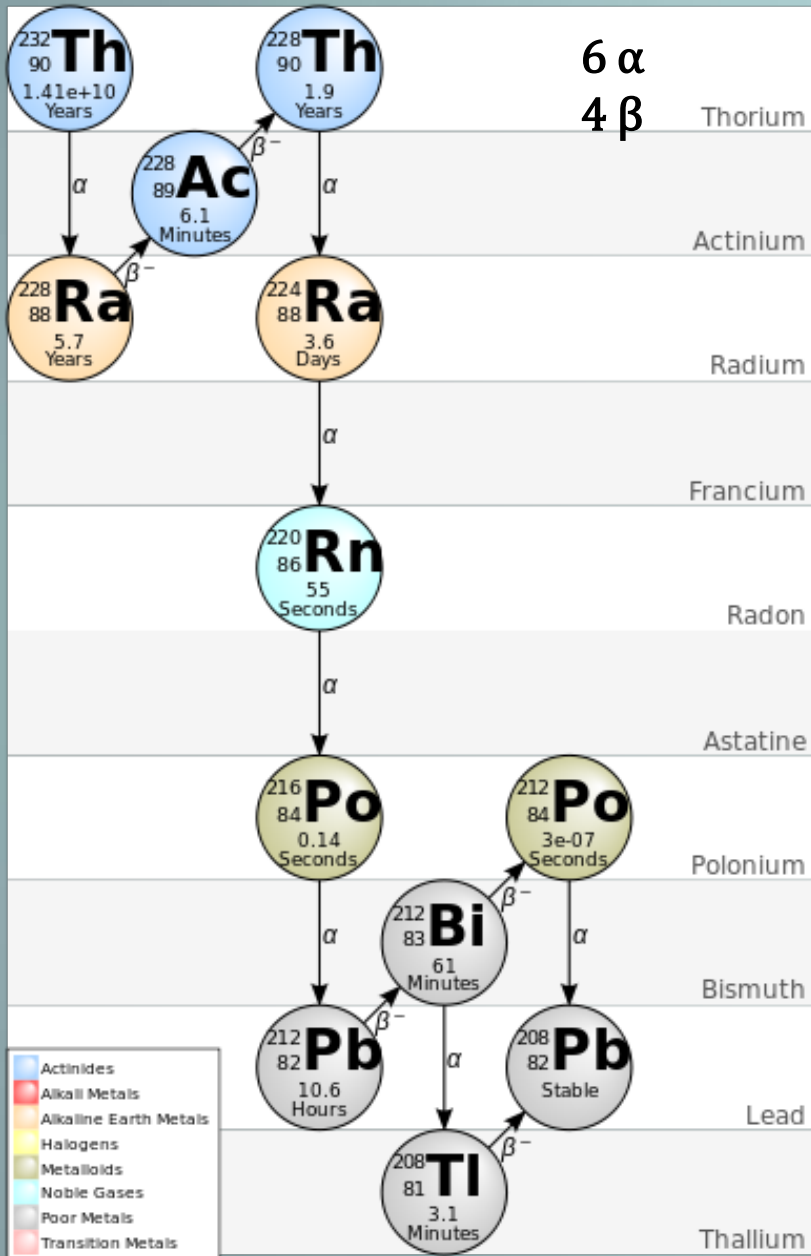 232
90 Th
1.41e+10
Years
228
90 Th
1.9
Years
6 α
4 β
Thorium
α
β⁻
α
228
89 Ac
6.1
Minutes
Actinium
β⁻
228
88 Ra
5.7
Years
224
88 Ra
3.6
Days
Radium
α
Francium
220
86 Rn
55
Seconds
Radon
α
Astatine
216
84 Po
0.14
Seconds
212
84 Po
3e-07
Seconds
Polonium
α
β⁻
α
212
83 Bi
61
Minutes
Bismuth
β⁻
212
82 Pb
10.6
Hours
α
208
82 Pb
Stable
Lead
β⁻
208
81 Tl
3.1
Minutes
Thallium
Actinides
Alkali Metals
Alkaline Earth Metals
Halogens
Metalloids
Noble Gases
Poor Metals
Transition Metals